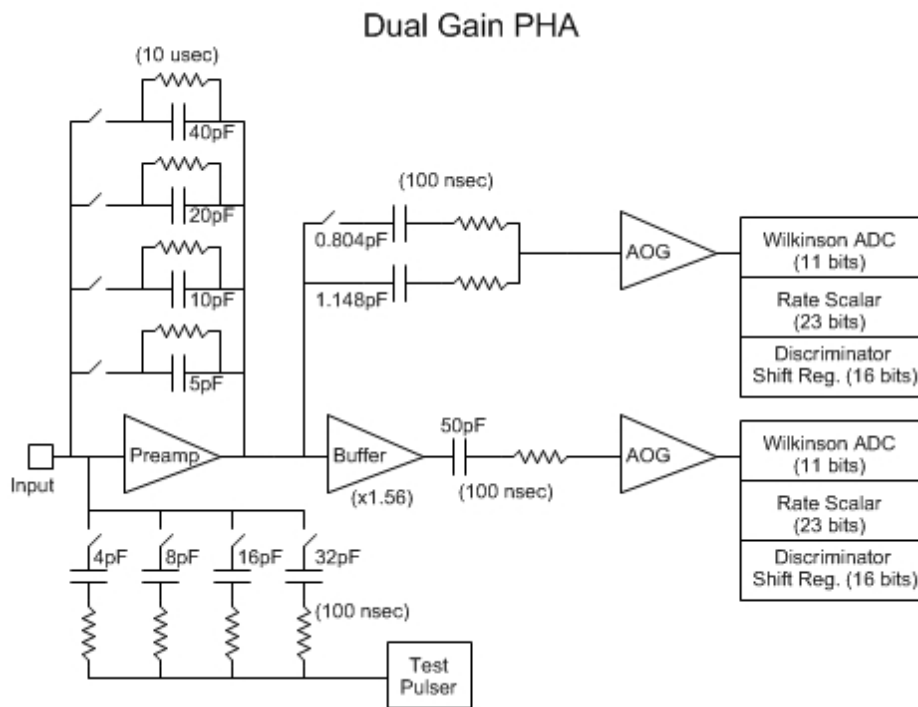 Dual Gain PHA
(10 usec)
40pF
20pF
10pF
5pF
(100 nsec)
0.804pF
1.148pF
AOG
Wilkinson ADC
(11 bits)
Rate Scalar
(23 bits)
Discriminator
Shift Reg. (16 bits)
Input
Preamp
Buffer
(x1.56)
50pF
(100 nsec)
AOG
Wilkinson ADC
(11 bits)
Rate Scalar
(23 bits)
Discriminator
Shift Reg. (16 bits)
4pF
8pF
16pF
32pF
(100 nsec)
Test
Pulser